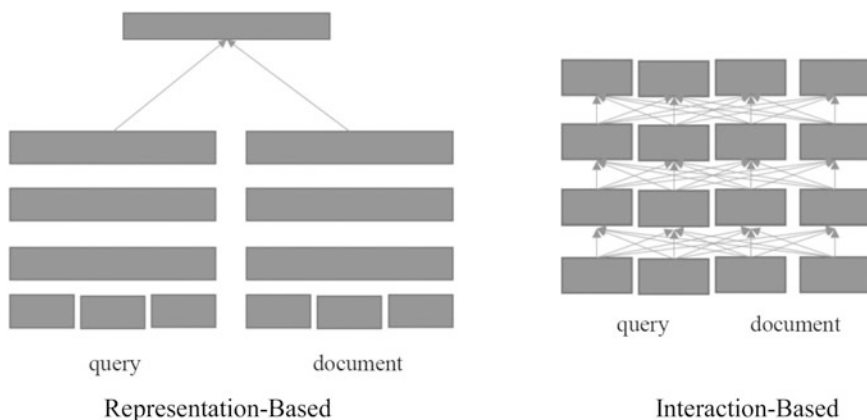 query document
Representation-Based
query document
Interaction-Based